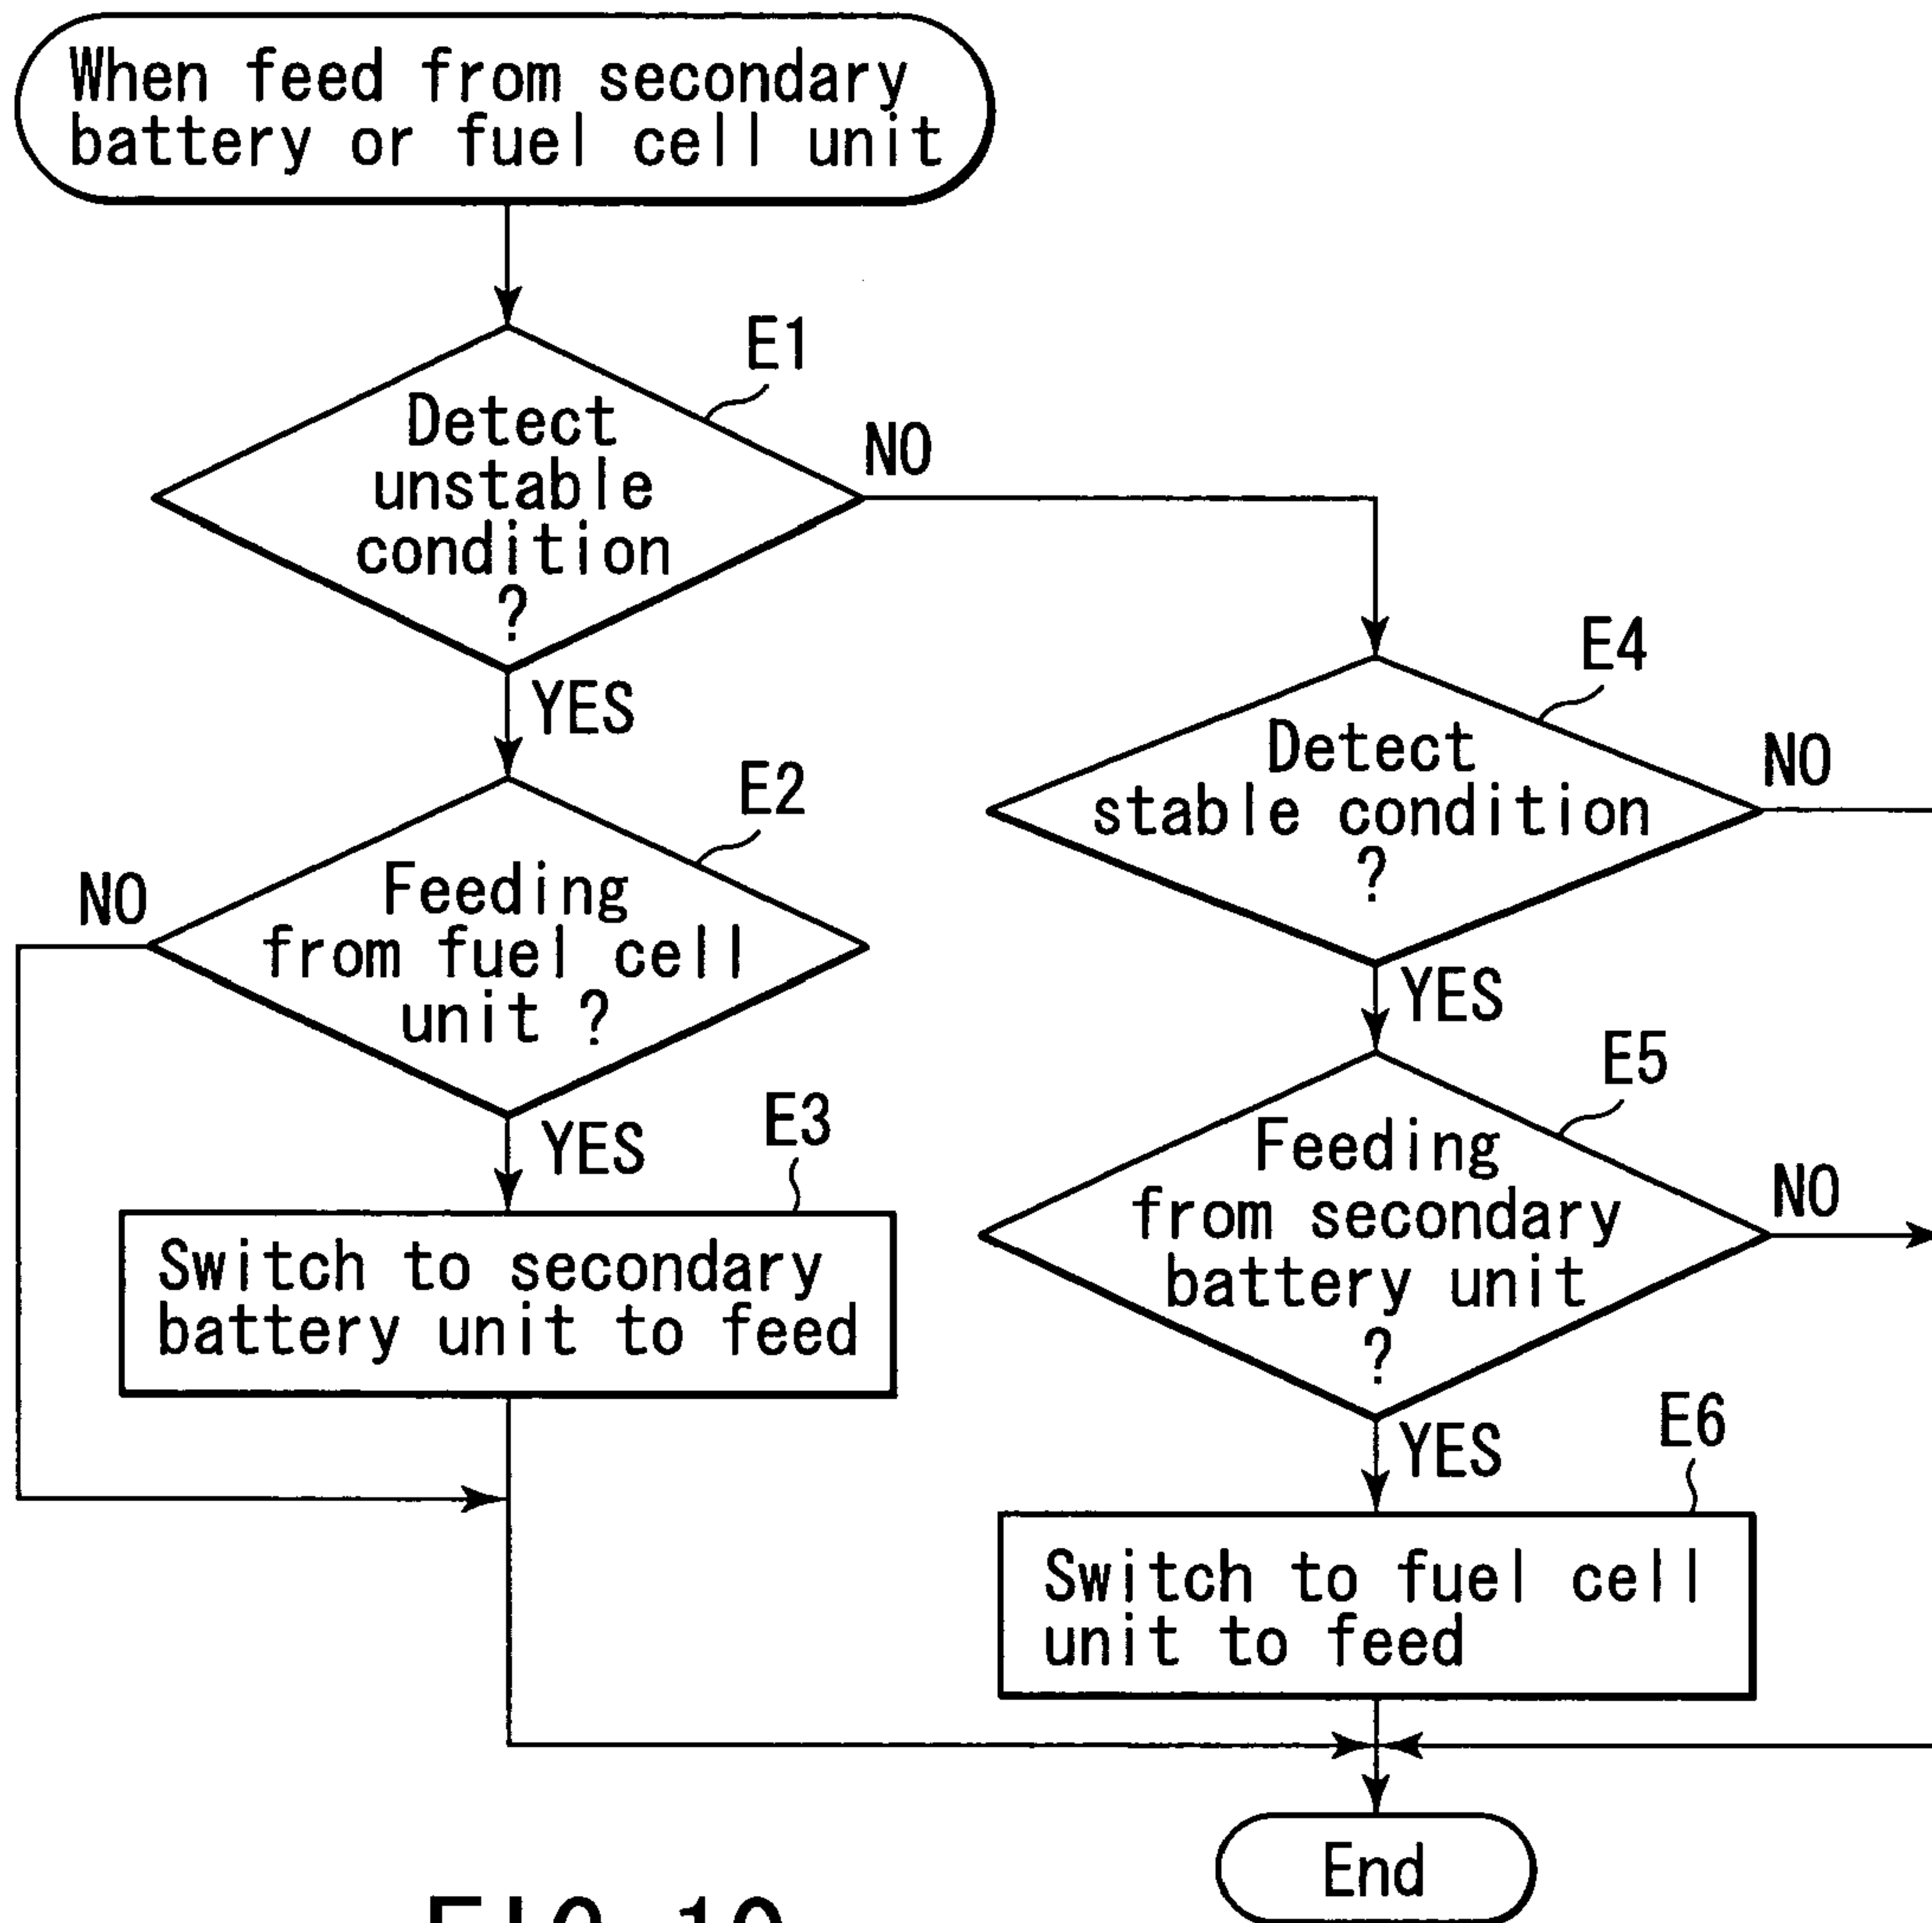 When feed from secondary
battery or fuel cell unit
E1
Detect
unstable
condition
?
NO
YES
E2
Feeding
from fuel cell
unit ?
NO
YES
E3
Switch to secondary
battery unit to feed
E4
Detect
stable condition
?
NO
YES
E5
Feeding
from secondary
battery unit
?
NO
YES
E6
Switch to fuel cell
unit to feed
End